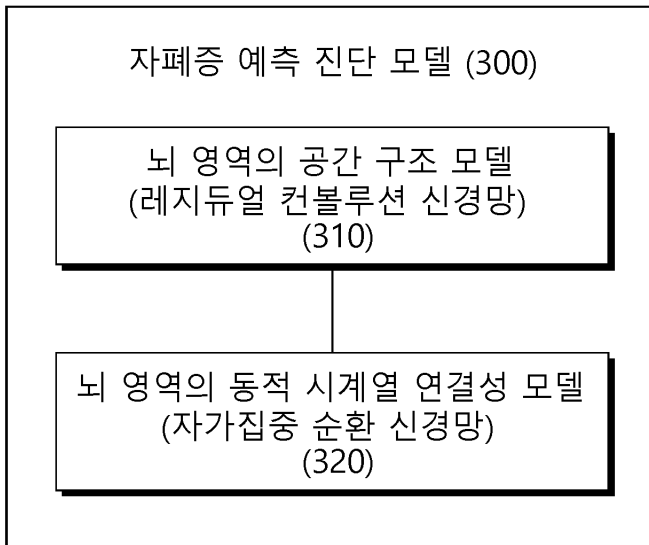 자폐증 예측 진단 모델 (300)
뇌 영역의 공간 구조 모델
(레지듀얼 컨볼루션 신경망)
(310)
뇌 영역의 동적 시계열 연결성 모델
(자가집중 순환 신경망)
(320)